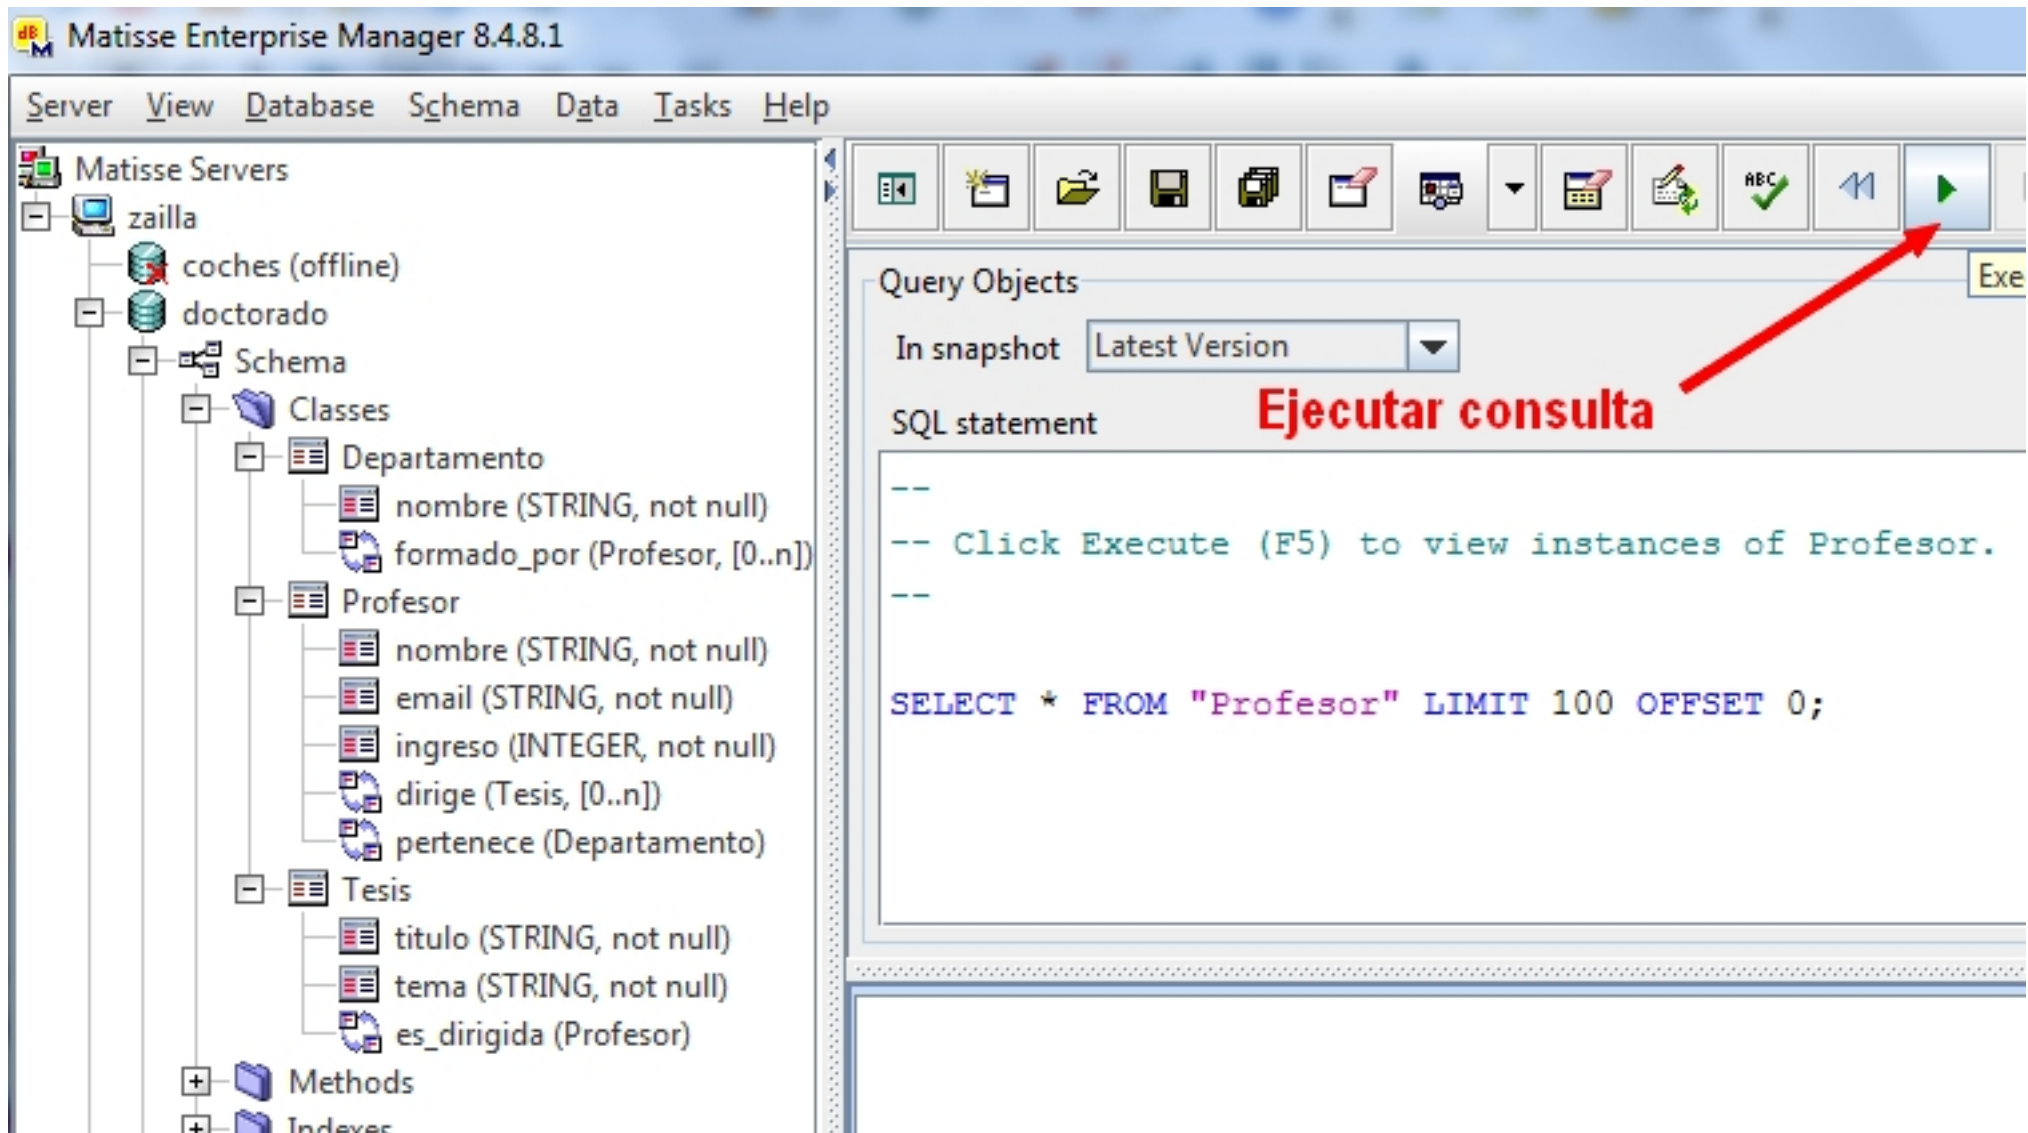 Matisse Enterprise Manager 8.4.8.1
Server View Database Schema Data Tasks Help
Matisse Servers
zailla
coches (offline)
doctorado
Schema
Classes
Departamento
nombre (STRING, not null)
formado_por (Profesor, [0..n])
Profesor
nombre (STRING, not null)
email (STRING, not null)
ingreso (INTEGER, not null)
dirige (Tesis, [0..n])
pertenece (Departamento)
Tesis
titulo (STRING, not null)
tema (STRING, not null)
es_dirigida (Profesor)
Methods
Indexes
ABC
Exe
Query Objects
In snapshot Latest Version
Ejecutar consulta
SQL statement
--
-- Click Execute (F5) to view instances of Profesor.
--
SELECT * FROM "Profesor" LIMIT 100 OFFSET 0;